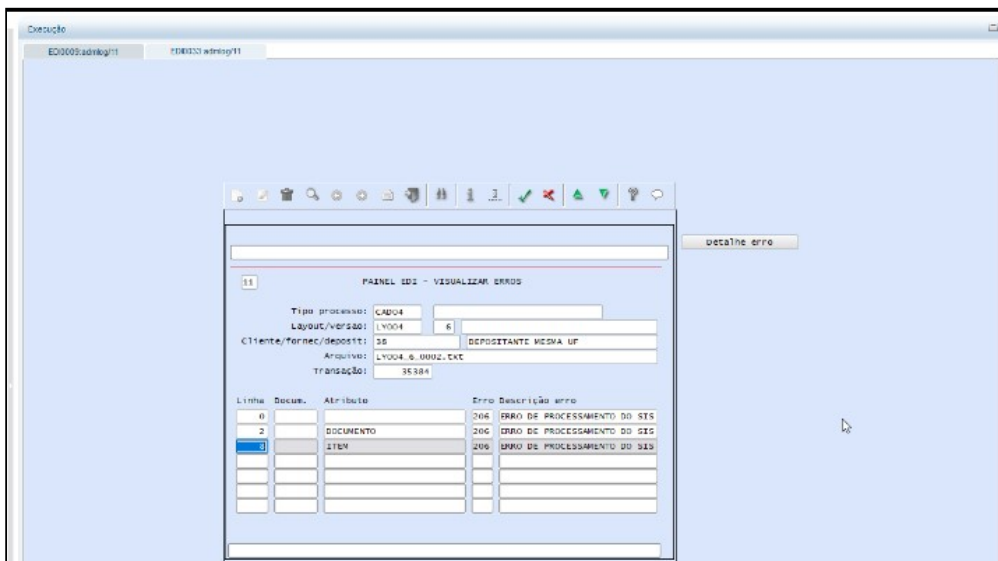 Execução
EDI0009:admlog/11 EDI0033:admlog/11
Detalhe erro
11 PAINEL EDI - VISUALIZAR ERROS
Tipo processo: CAD04
Layout/versao: LY004 6
Cliente/fornec/deposit: 36 DEPOSITANTE MESMA UF
Arquivo: LY004_6_0002.txt
Transação: 35384
Linha Docum. Atributo Erro Descrição erro
0 206 ERRO DE PROCESSAMENTO DO SIS
2 DOCUMENTO 206 ERRO DE PROCESSAMENTO DO SIS
8 ITEM 206 ERRO DE PROCESSAMENTO DO SIS